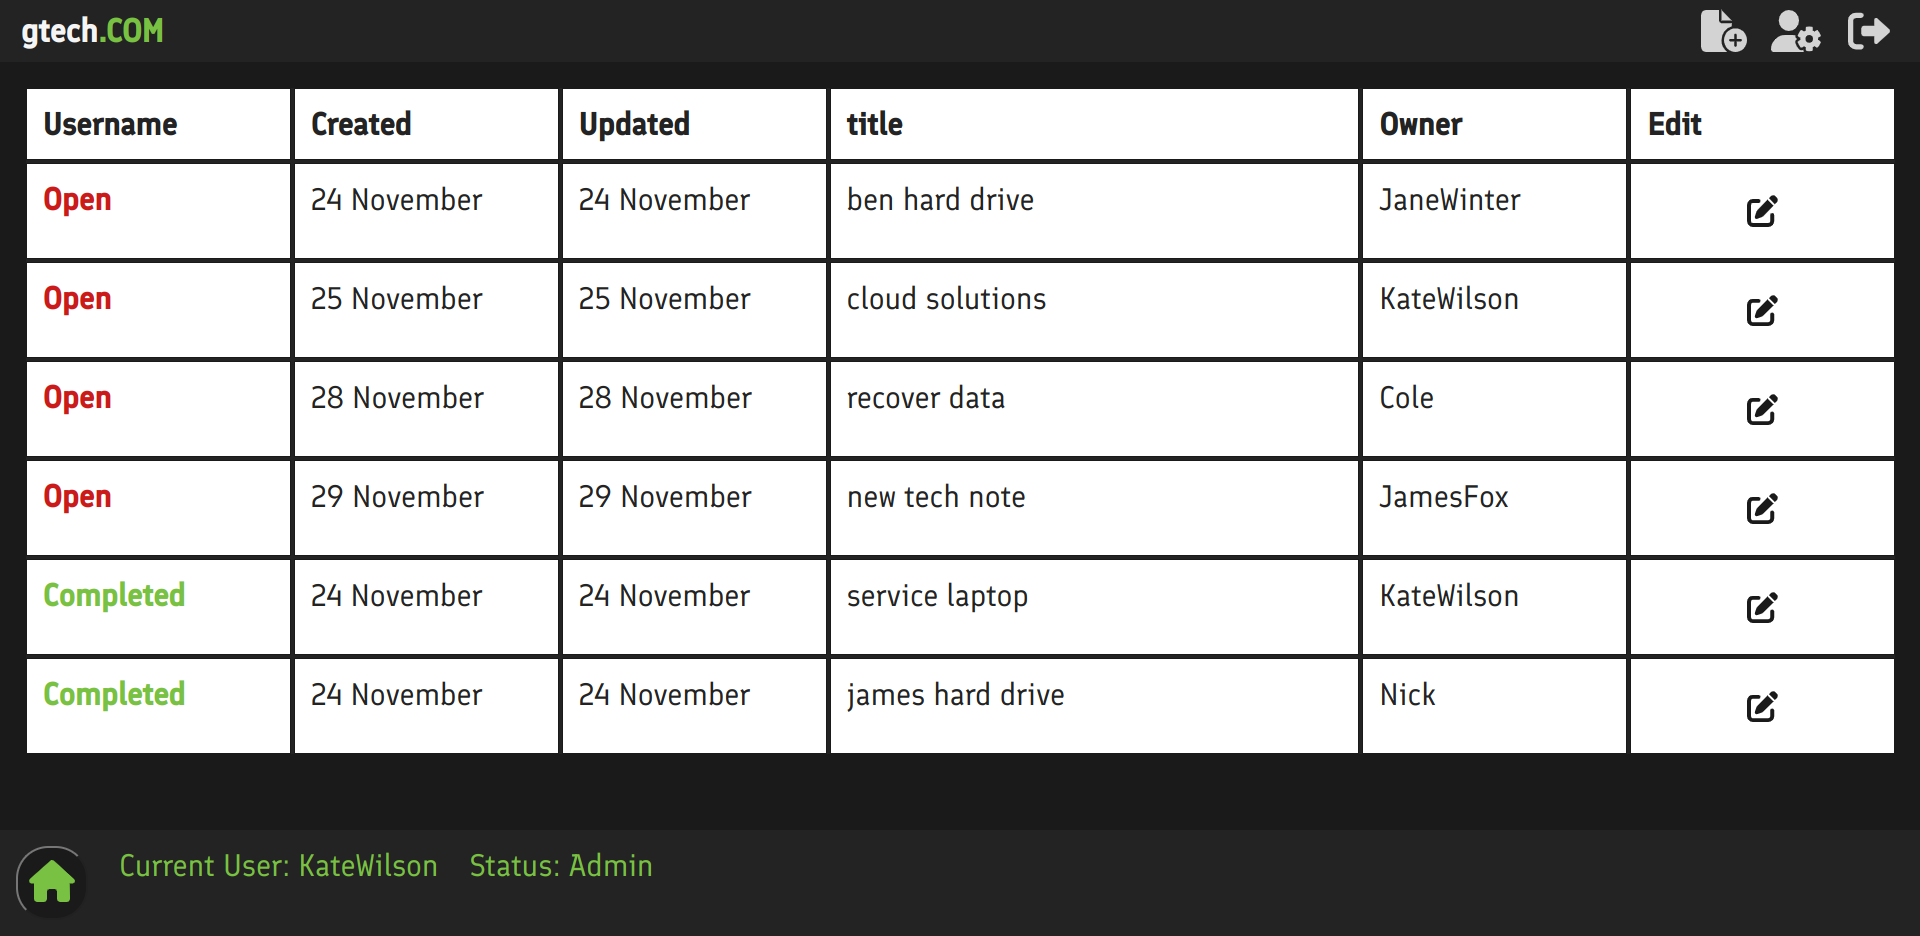 gtech.COM
Username Created Updated title Owner Edit
Open 24 November 24 November ben hard drive JaneWinter
Open 25 November 25 November cloud solutions KateWilson
Open 28 November 28 November recover data Cole
Open 29 November 29 November new tech note JamesFox
Completed 24 November 24 November service laptop KateWilson
Completed 24 November 24 November james hard drive Nick
Current User: KateWilson Status: Admin